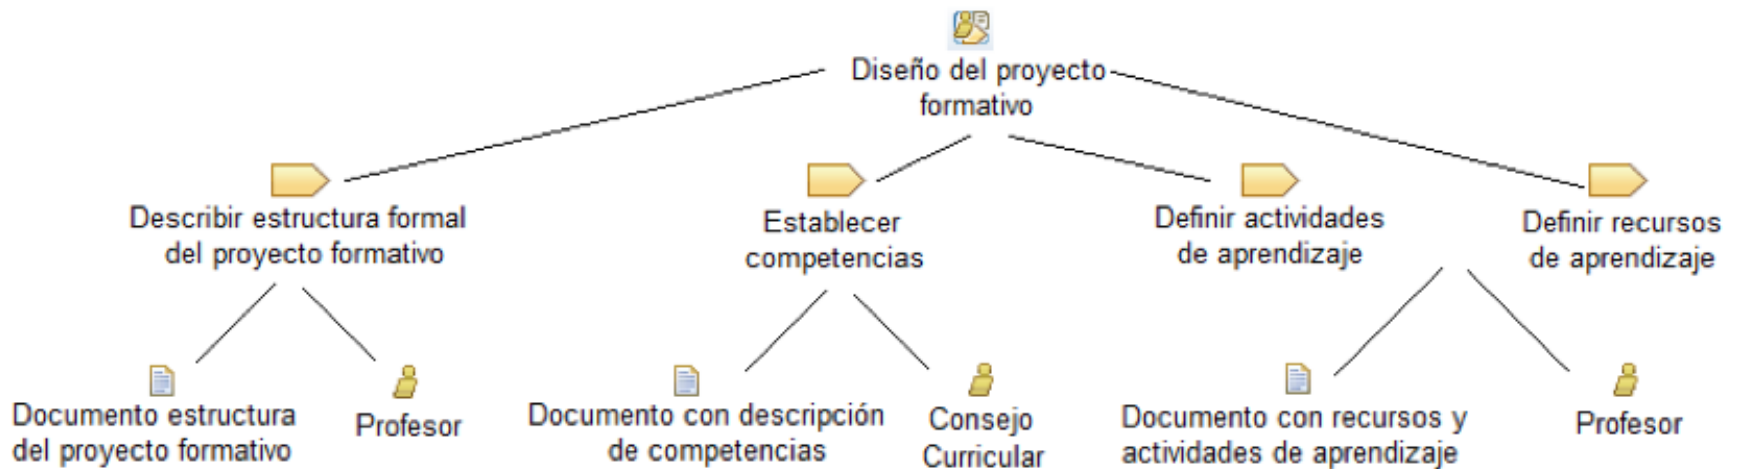 Diseño del proyecto
formativo
Describir estructura formal
del proyecto formativo
Establecer
competencias
Definir actividades
de aprendizaje
Definir recursos
de aprendizaje
Documento estructura
del proyecto formativo
Profesor
Documento con descripción
de competencias
Consejo
Curricular
Documento con recursos y
actividades de aprendizaje
Profesor